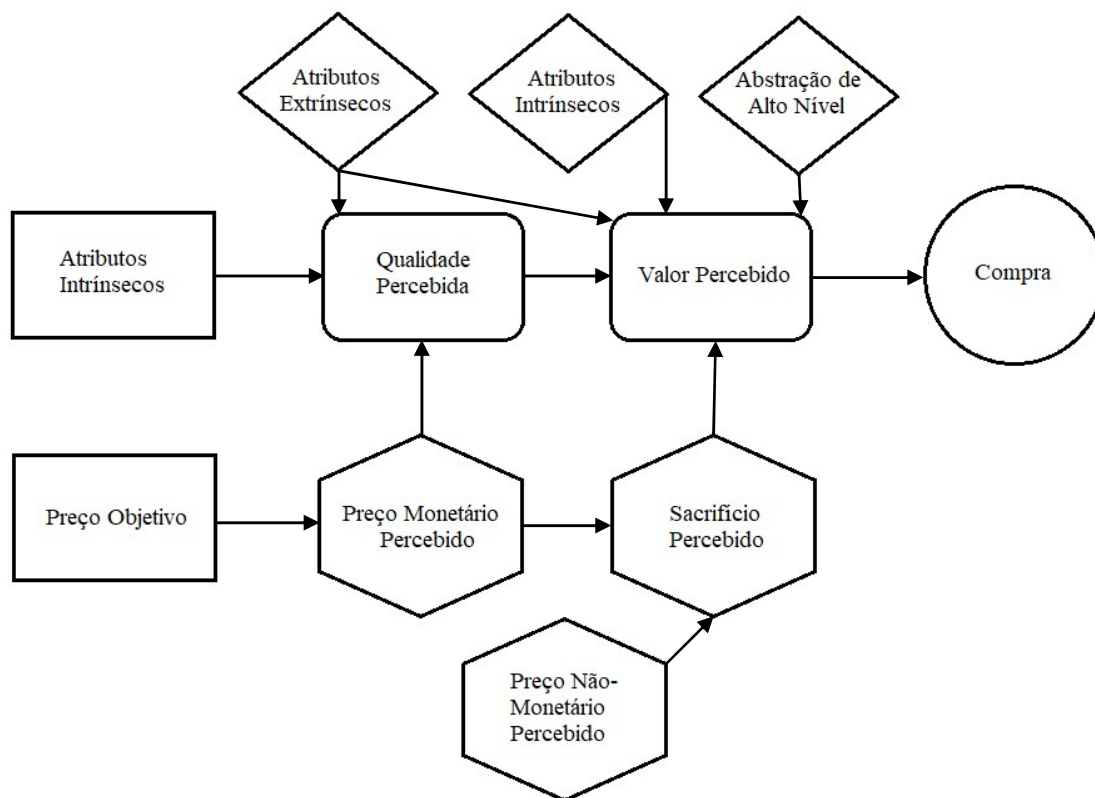 Atributos
Extrínsecos
Atributos
Intrínsecos
Abstração de
Alto Nível
Atributos
Intrínsecos
Qualidade
Percebida
Valor Percebido
Compra
Preço Objetivo
Preço Monetário
Percebido
Sacrifício
Percebido
Preço Não-
Monetário
Percebido